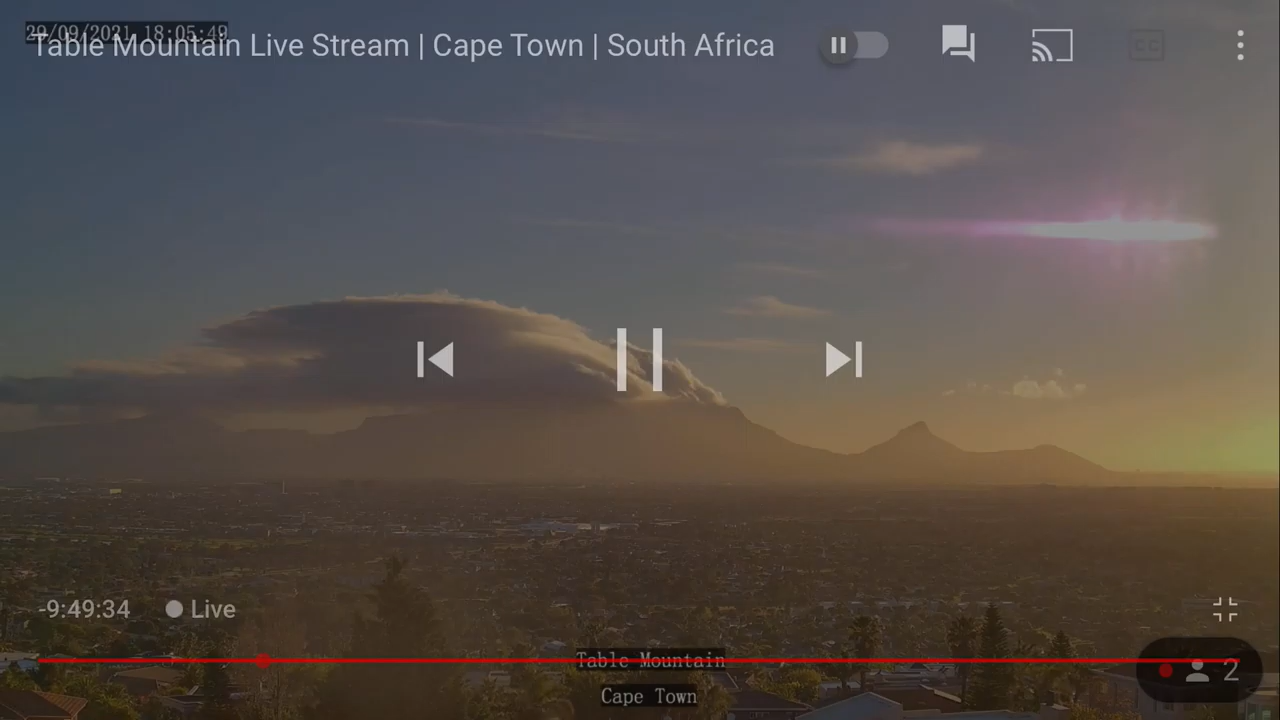 29/09/2021 18:05:49
Table Mountain Live Stream | Cape Town | South Africa
CC
-9:49:34 Live
Table Mountain
2
Cape Town